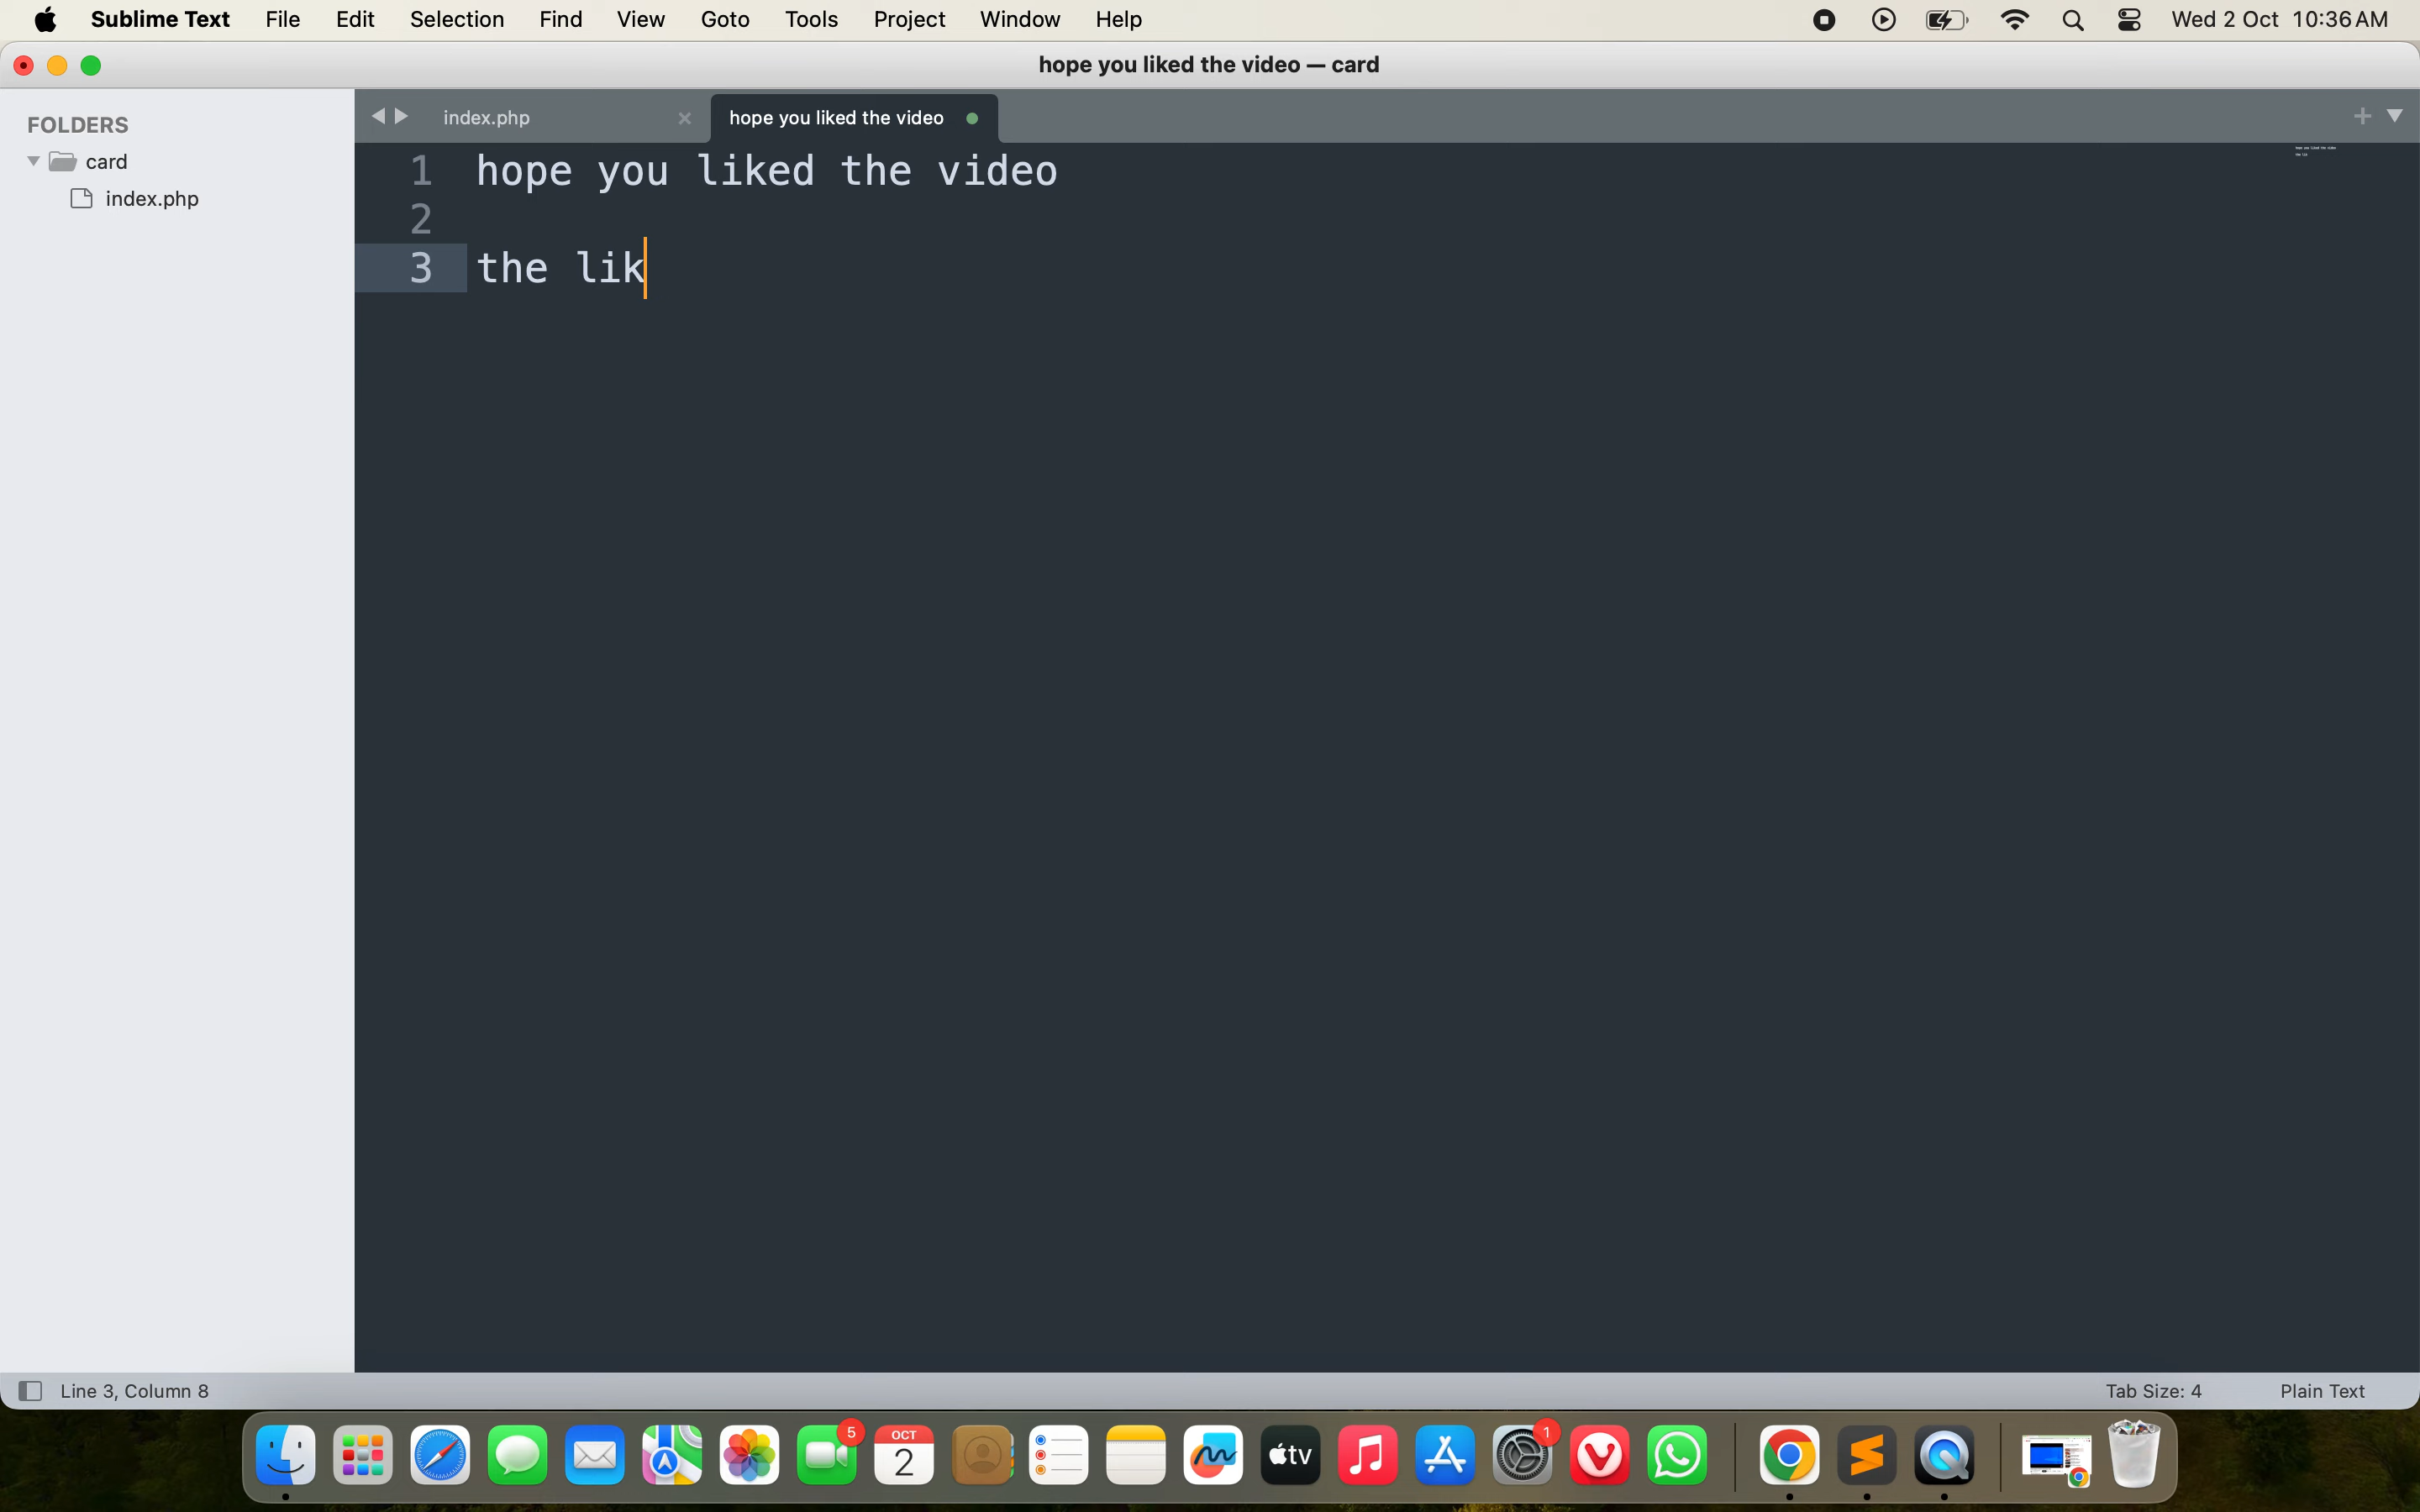 Sublime Text File Edit Selection Find View Goto Tools Project Window Help Wed 2 Oct 10:36 AM
hope you liked the video — card
FOLDERS
card
index.php
index.php hope you liked the video
1 hope you liked the video
2
3 the lik
Line 3, Column 8 Tab Size: 4 Plain Text
5 OCT 2 tv 1